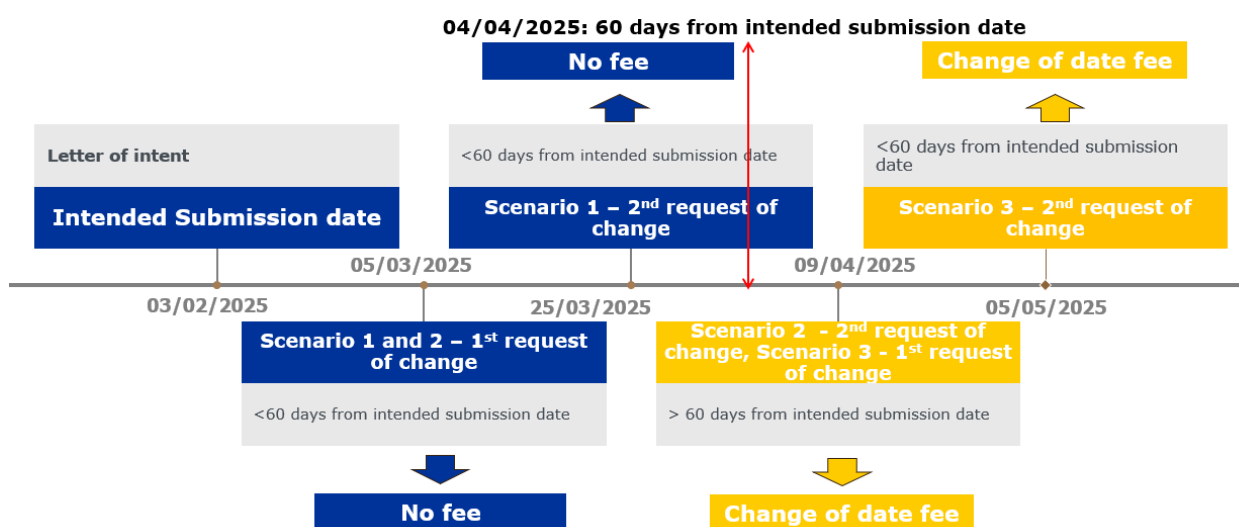 04/04/2025: 60 days from intended submission date
No fee
Change of date fee
Letter of intent
<60 days from intended submission date
<60 days from intended submission
date
Intended Submission date
Scenario 1 – 2nd request of
change
Scenario 3 – 2nd request of
change
05/03/2025
09/04/2025
03/02/2025
25/03/2025
05/05/2025
Scenario 1 and 2 – 1st request
of change
Scenario 2 - 2nd request of
change, Scenario 3 - 1st request
of change
<60 days from intended submission date
> 60 days from intended submission date
No fee
Change of date fee